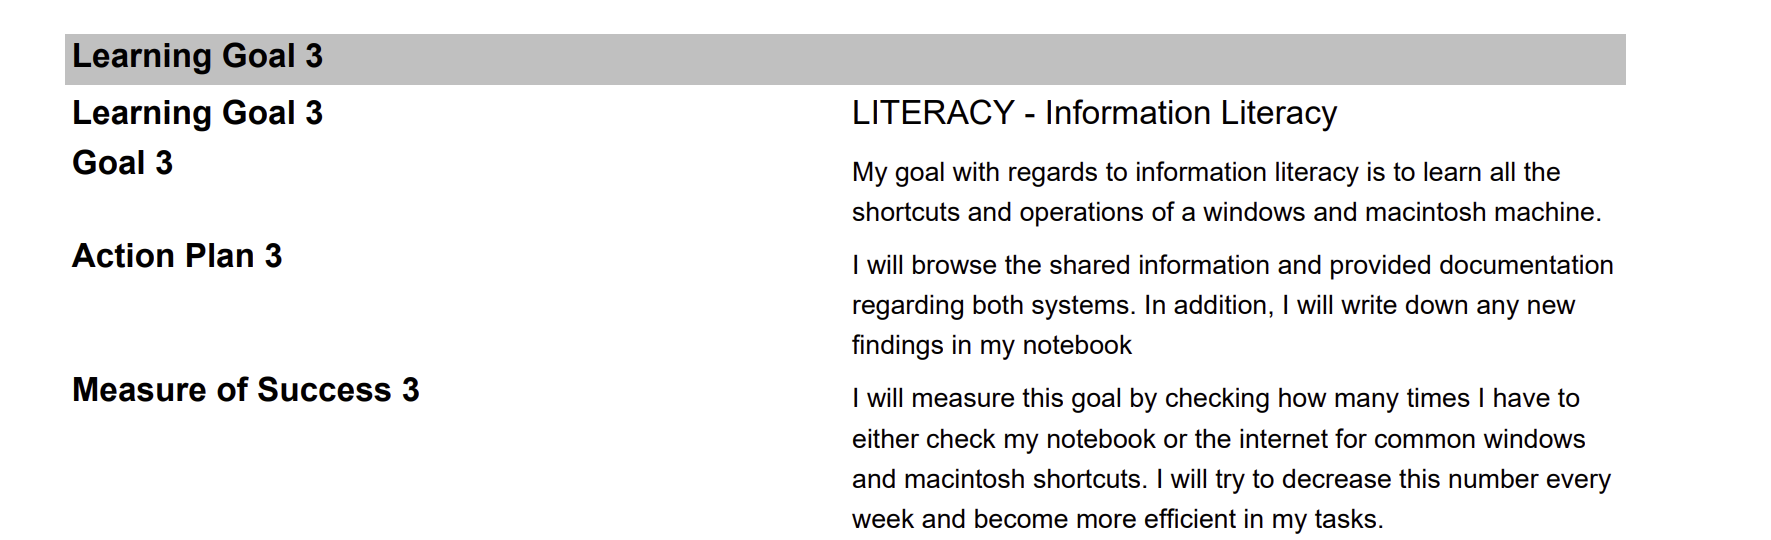 Learning Goal 3
Learning Goal 3
LITERACY - Information Literacy
Goal 3
My goal with regards to information literacy is to learn all the
shortcuts and operations of a windows and macintosh machine.
Action Plan 3
I will browse the shared information and provided documentation
regarding both systems. In addition, I will write down any new
findings in my notebook
Measure of Success 3
I will measure this goal by checking how many times I have to
either check my notebook or the internet for common windows
and macintosh shortcuts. I will try to decrease this number every
week and become more efficient in my tasks.